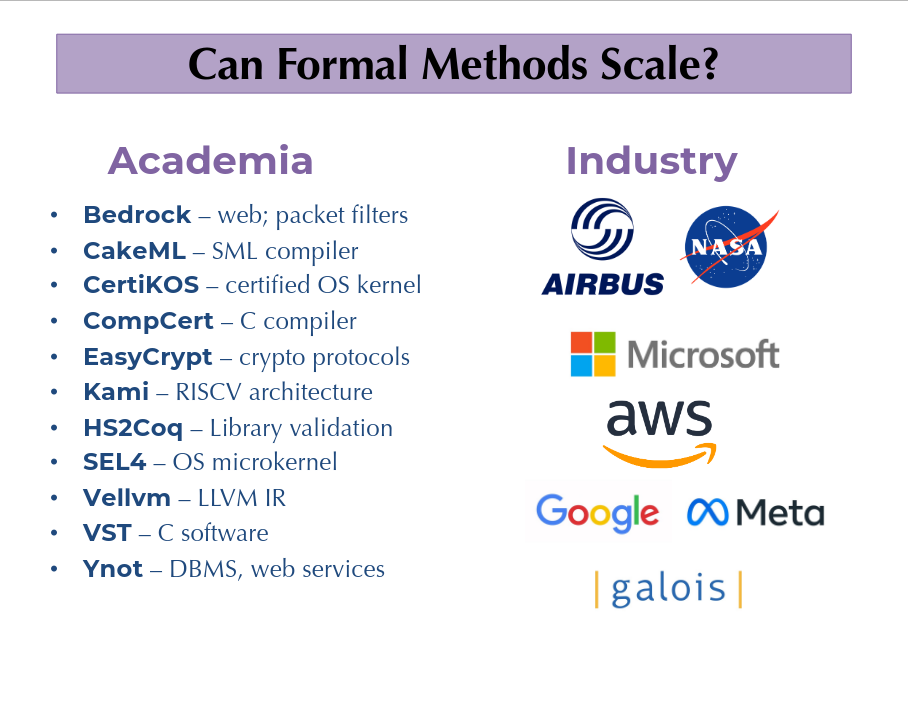 Can Formal Methods Scale?
Academia
• Bedrock – web; packet filters
• CakeML – SML compiler
• CertiKOS – certified OS kernel
• CompCert – C compiler
• EasyCrypt – crypto protocols
• Kami – RISCV architecture
• HS2Coq – Library validation
• SEL4 – OS microkernel
• Vellvm – LLVM IR
• VST – C software
• Ynot – DBMS, web services
Industry
AIRBUS
NASA
Microsoft
aws
Google
Meta
|galois|